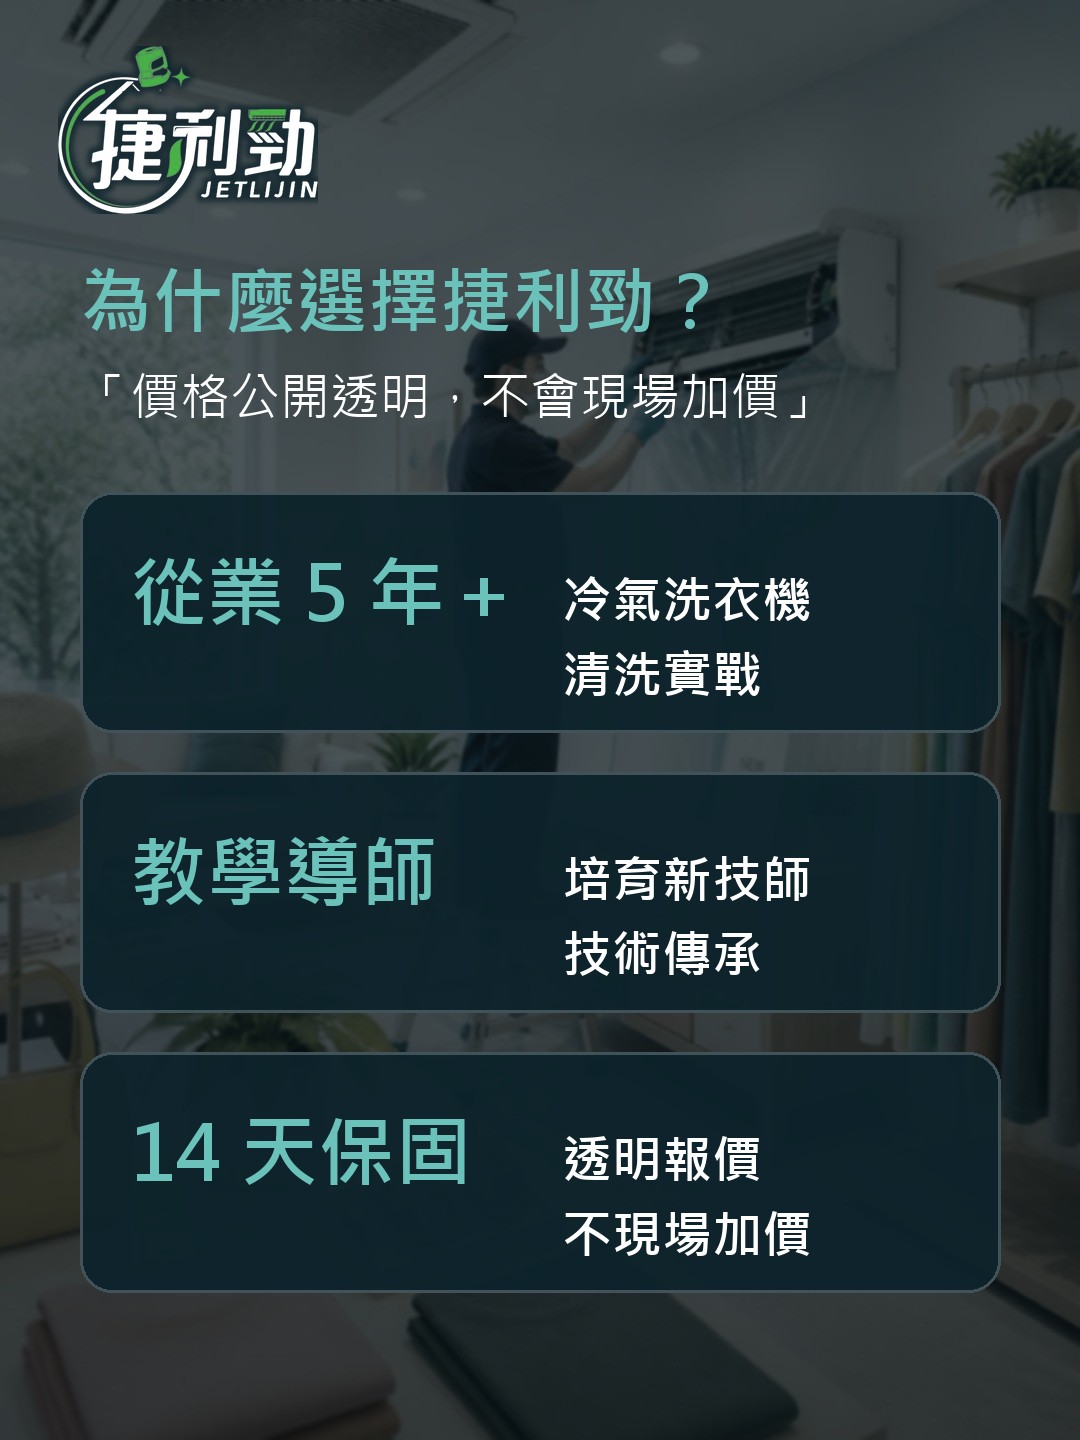 捷利勁
JETLIJIN
為什麼選擇捷利勁？
「價格公開透明，不會現場加價」
從業 5 年 +
冷氣洗衣機
清洗實戰
教學導師
培育新技師
技術傳承
14 天保固
透明報價
不現場加價